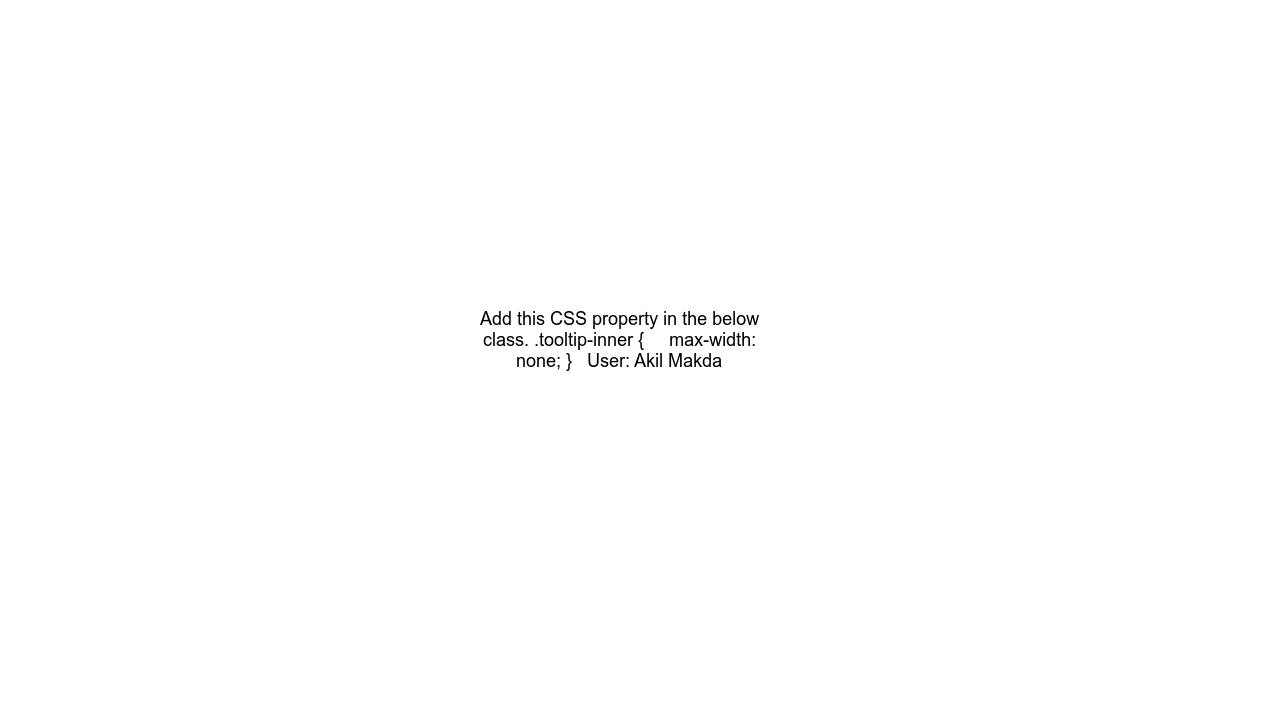 Add this CSS property in the below
class. .tooltip-inner {     max-width:
none; }   User: Akil Makda